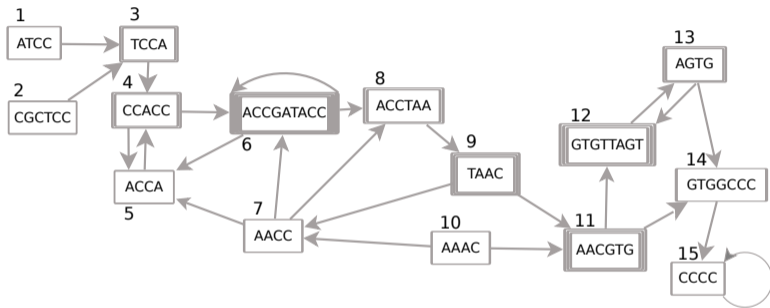 1
ATCC
2
CGCTCC
3
TCCA
4
CCACC
5
ACCA
6
ACCGATACC
7
AACC
8
ACCTAA
9
TAAC
10
AAAC
11
AACGTG
12
GTGTTAGT
13
AGTG
14
GTGGCCC
15
CCCC